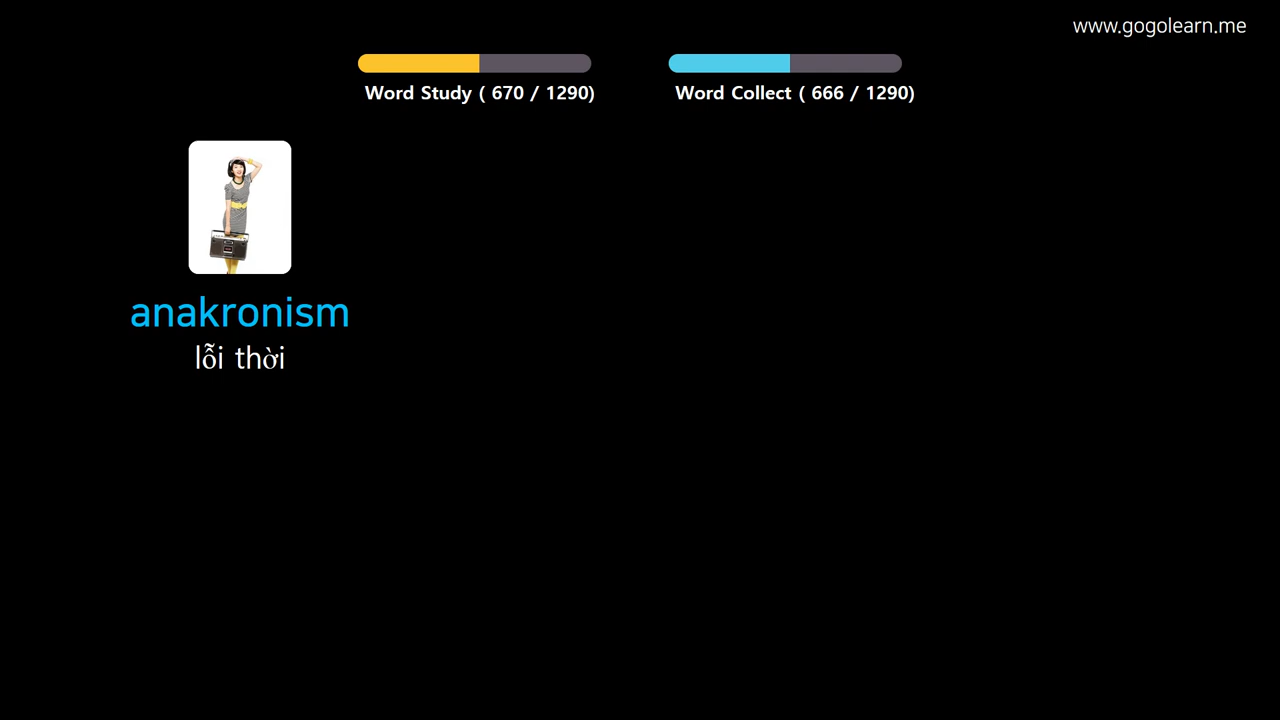 www.gogolearn.me
Word Study ( 670 / 1290)
Word Collect ( 666 / 1290)
anakronism
lỗi thời